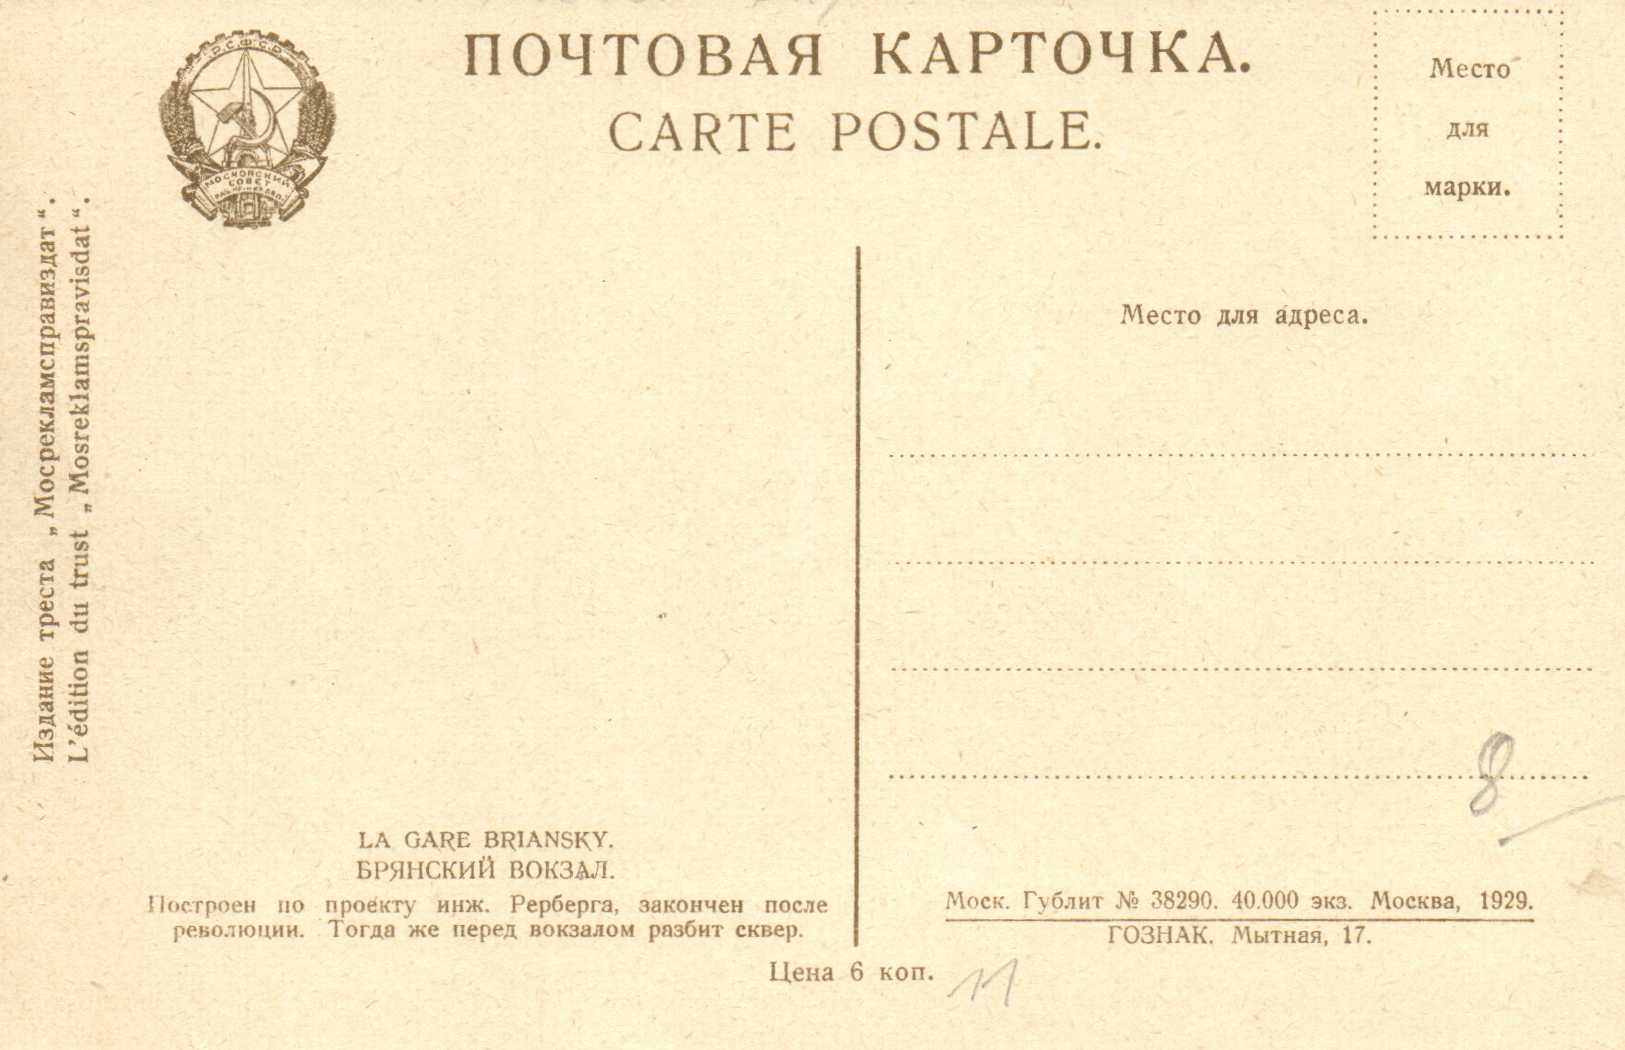 ПОЧТОВАЯ КАРТОЧКА.
CARTE POSTALE.
Р.С.Ф.С.Р.
МОСКОВСКИЙ
СОВЕТ
Место
для
марки.
Издание треста „Мосрекламсправиздат“.
L'édition du trust „Mosreklamspravisdat“.
Место для адреса.
8
LA GARE BRIANSKY.
БРЯНСКИЙ ВОКЗАЛ.
Построен по проекту инж. Рерберга, закончен после
революции. Тогда же перед вокзалом разбит сквер.
Моск. Гублит № 38290. 40.000 экз. Москва, 1929.
ГОЗНАК. Мытная, 17.
Цена 6 коп.